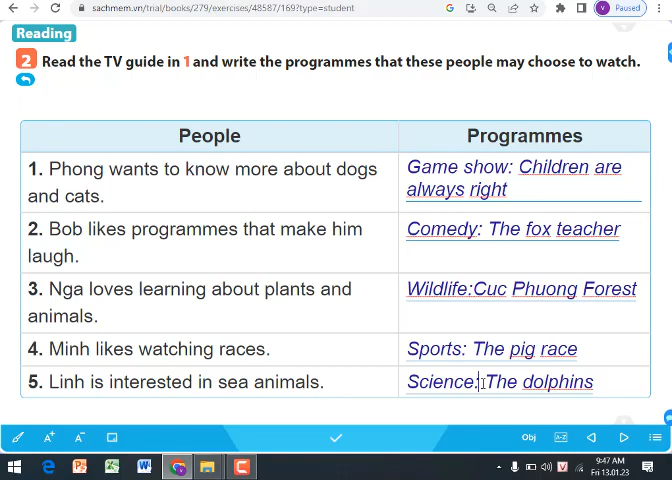 sachmem.vn/trial/books/279/exercises/48587/169?type=student
Paused
Reading
2 Read the TV guide in 1 and write the programmes that these people may choose to watch.
People Programmes
1. Phong wants to know more about dogs
and cats.
Game show: Children are
always right
2. Bob likes programmes that make him
laugh.
Comedy: The fox teacher
3. Nga loves learning about plants and
animals.
Wildlife:Cuc Phuong Forest
4. Minh likes watching races.
Sports: The pig race
5. Linh is interested in sea animals.
Science: The dolphins
A+ A- Obj A-Z
9:47 AM
Fri 13.01.23